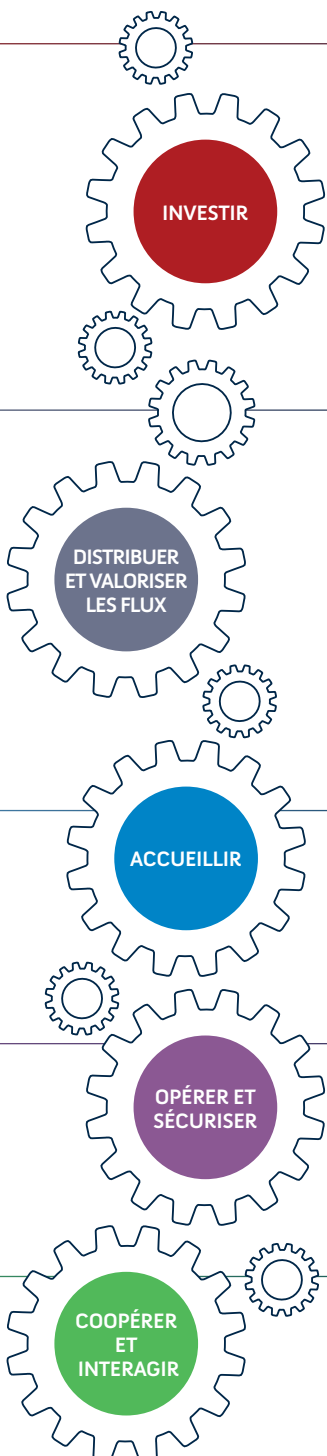 INVESTIR
DISTRIBUER
ET VALORISER
LES FLUX
ACCUEILLIR
OPÉRER ET
SÉCURISER
COOPÉRER
ET
INTERAGIR